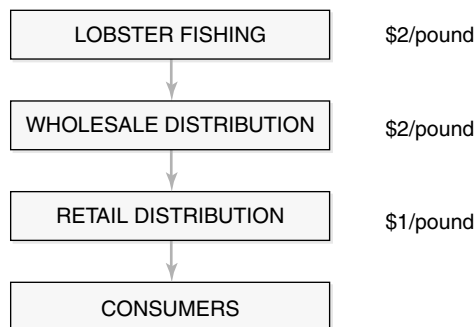 LOBSTER FISHING $2/pound
WHOLESALE DISTRIBUTION $2/pound
RETAIL DISTRIBUTION $1/pound
CONSUMERS